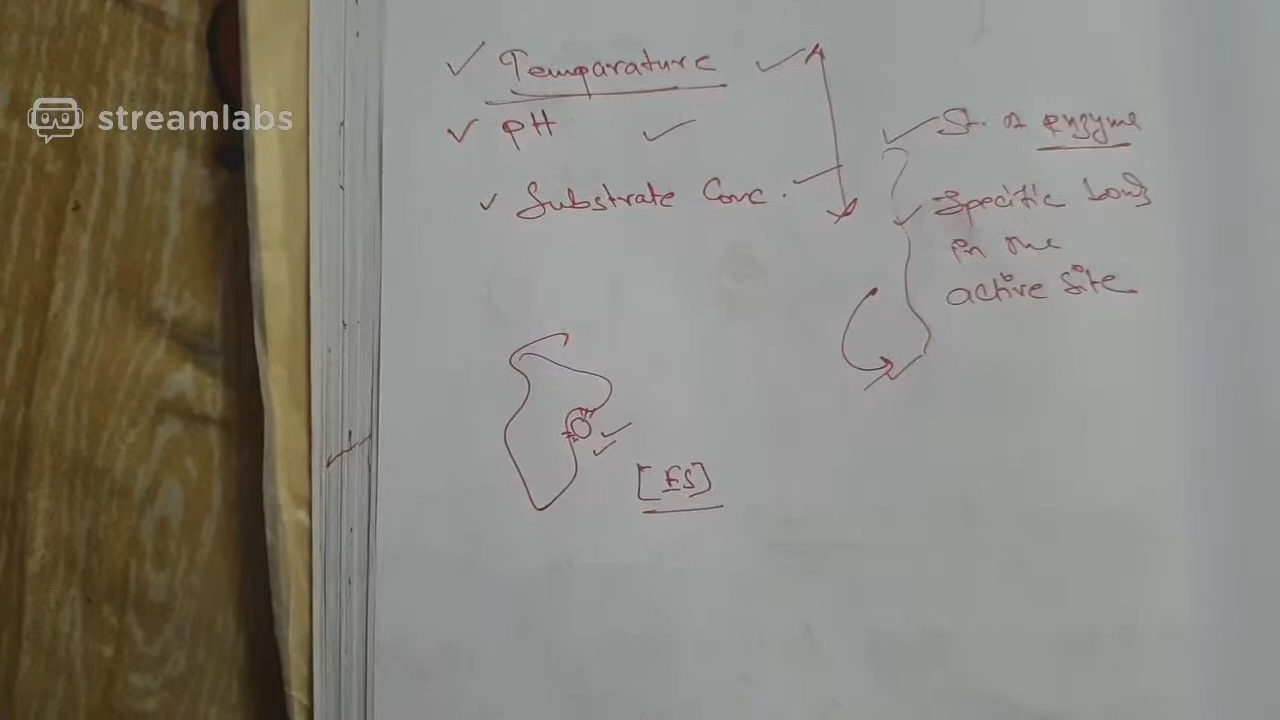 streamlabs
Temparature
pH
Substrate Conc.
St. of enzyme
Specific bonds
in the
active site
[ES]